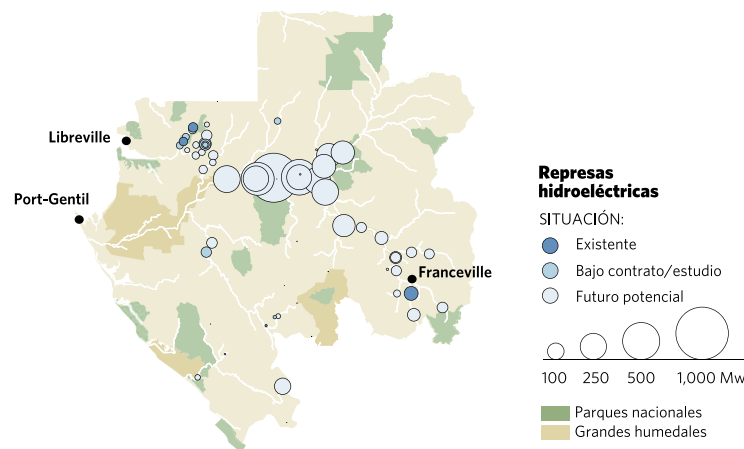 Libreville
Port-Gentil
Franceville
Represas
hidroeléctricas
SITUACIÓN:
Existente
Bajo contrato/estudio
Futuro potencial
100 250 500 1,000 Mw
Parques nacionales
Grandes humedales